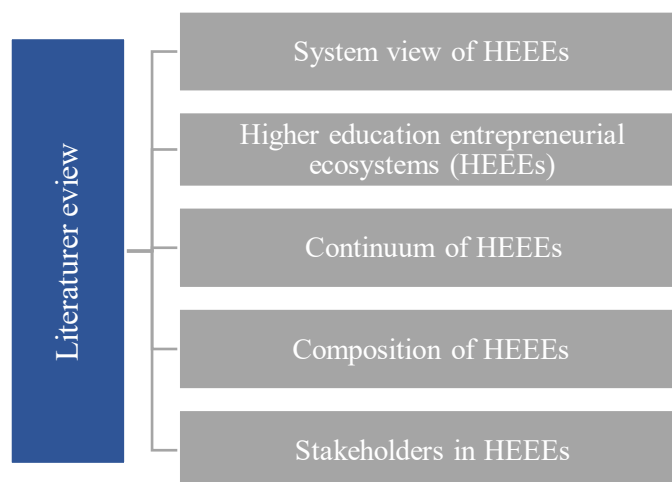 Literaturer eview
System view of HEEEs
Higher education entrepreneurial
ecosystems (HEEEs)
Continuum of HEEEs
Composition of HEEEs
Stakeholders in HEEEs